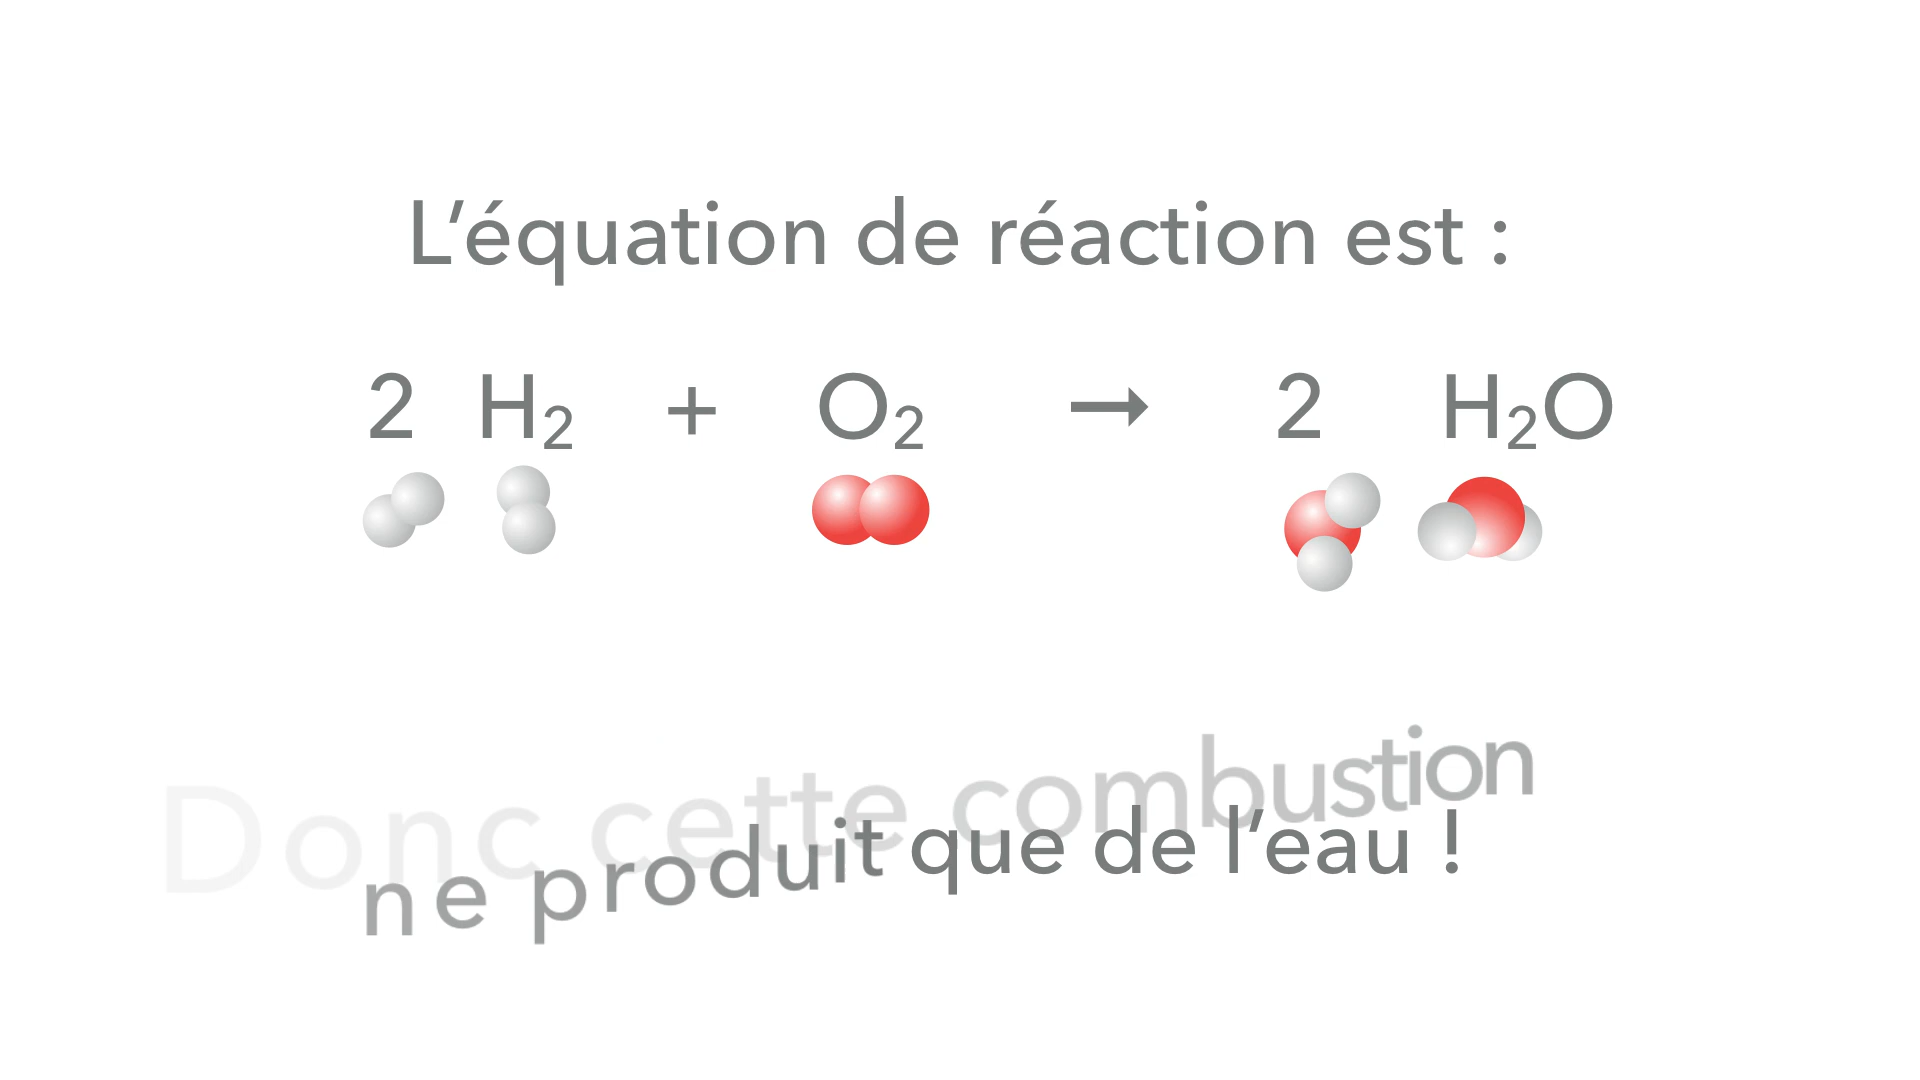 L’équation de réaction est :
2 H₂ + O₂ → 2 H₂O
Donc cette combustion
ne produit que de l’eau !